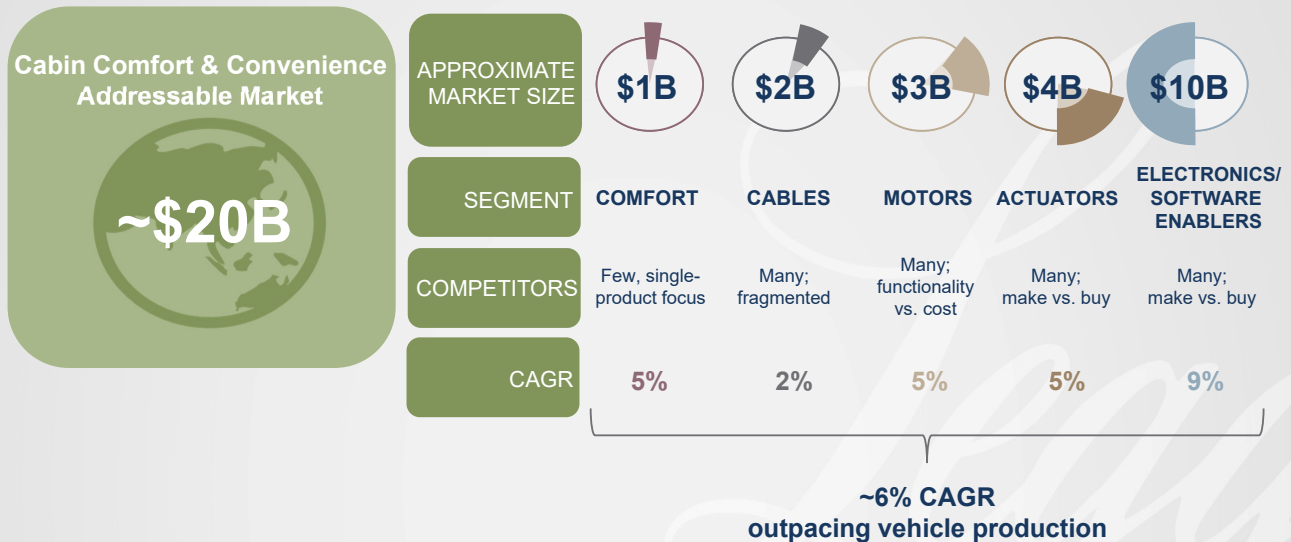 Cabin Comfort & Convenience
Addressable Market
~$20B
APPROXIMATE
MARKET SIZE
$1B
$2B
$3B
$4B
$10B
SEGMENT
COMFORT
CABLES
MOTORS
ACTUATORS
ELECTRONICS/
SOFTWARE
ENABLERS
COMPETITORS
Few, single-
product focus
Many;
fragmented
Many;
functionality
vs. cost
Many;
make vs. buy
Many;
make vs. buy
CAGR
5%
2%
5%
5%
9%
~6% CAGR
outpacing vehicle production